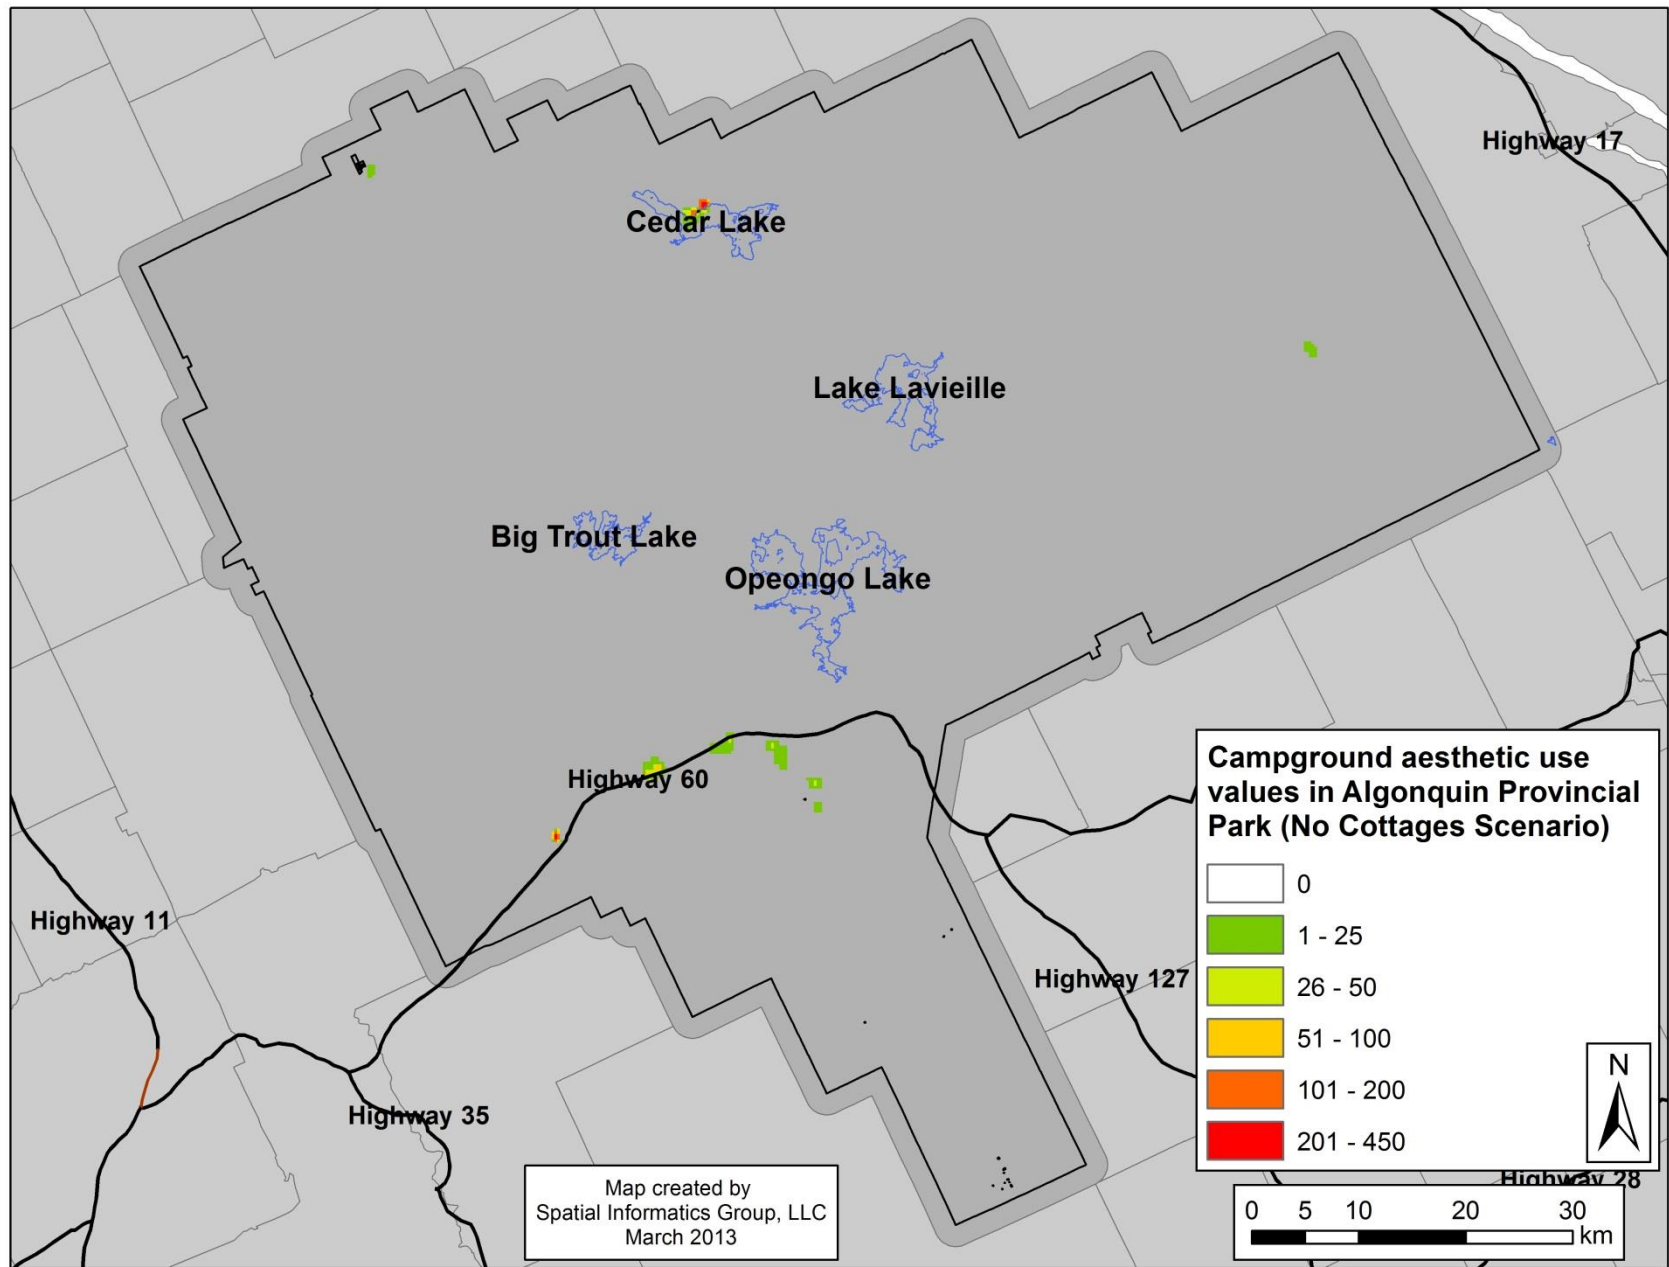 Highway 17
Cedar Lake
Lake Lavieille
Big Trout Lake
Opeongo Lake
Highway 60
Highway 11
Highway 127
Highway 35
Campground aesthetic use
values in Algonquin Provincial
Park (No Cottages Scenario)
0
1 - 25
26 - 50
51 - 100
101 - 200
201 - 450
N
Highway 28
Map created by
Spatial Informatics Group, LLC
March 2013
0 5 10 20 30
km